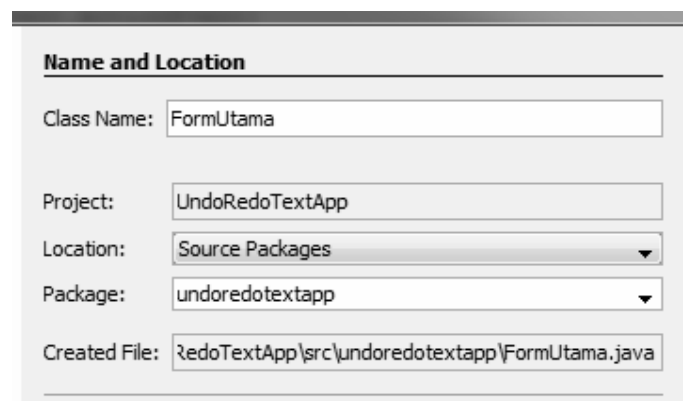 Name and Location
Class Name: FormUtama
Project: UndoRedoTextApp
Location: Source Packages
Package: undoredotextapp
Created File: RedoTextApp\src\undoredotextapp\FormUtama.java